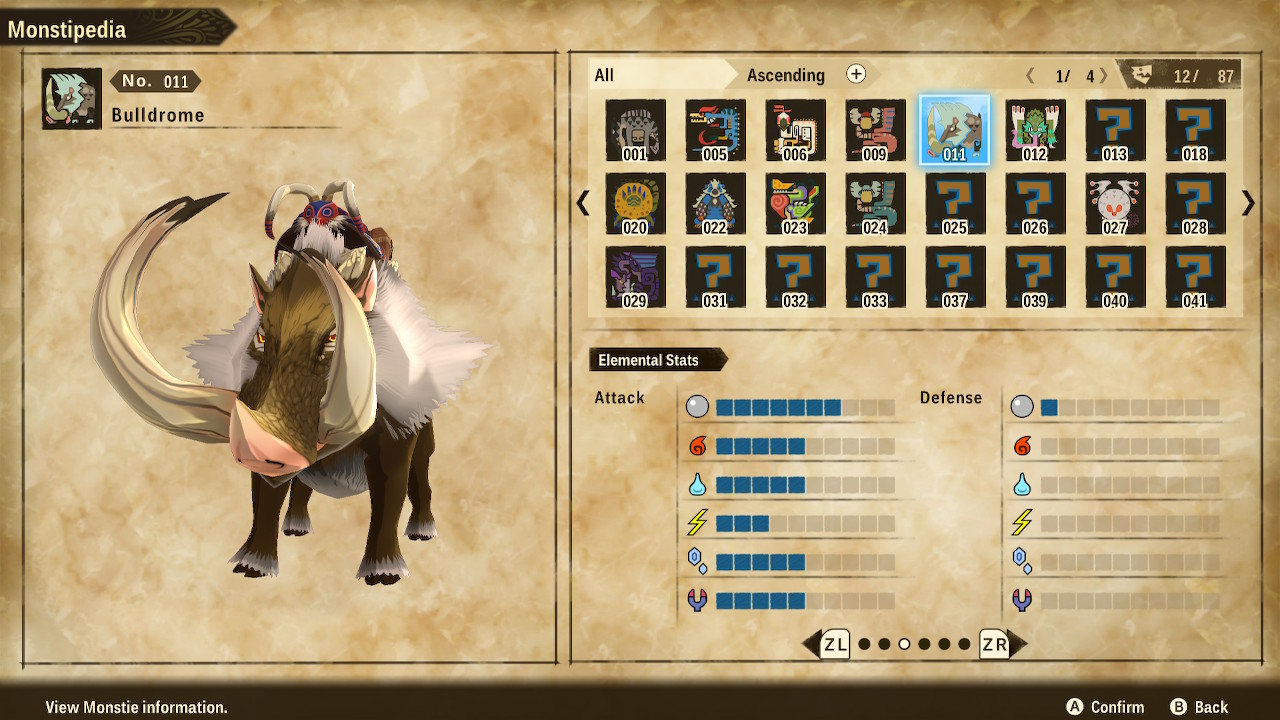 Monstipedia
No. 011
Bulldrome
All
Ascending
1/ 4
12/ 87
001 005 006 009 011 012 013 018
020 022 023 024 025 026 027 028
029 031 032 033 037 039 040 041
Elemental Stats
Attack
Defense
ZL
ZR
View Monstie information.
A Confirm
B Back